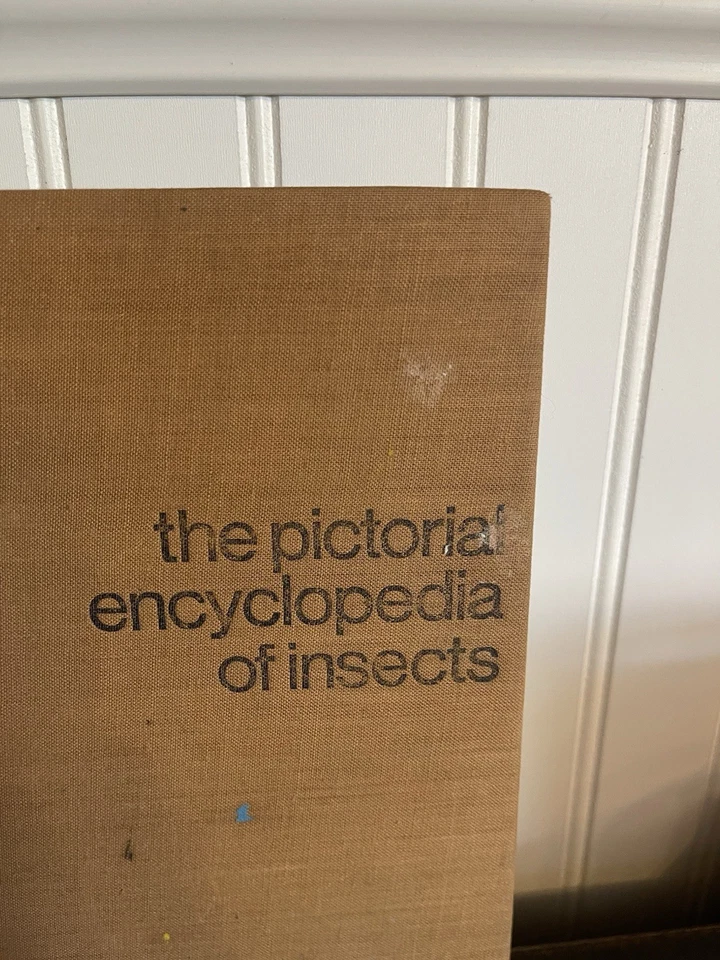 the pictorial
encyclopedia
of insects